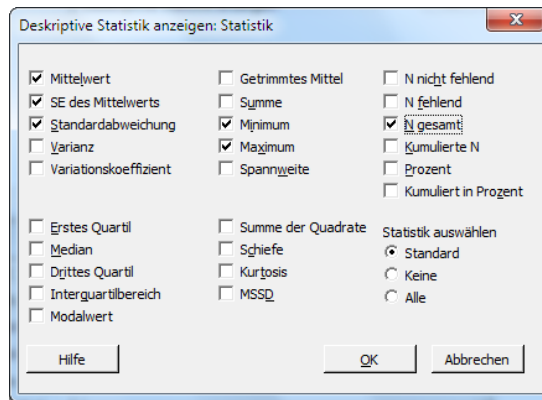 Deskriptive Statistik anzeigen: Statistik
Mittelwert
SE des Mittelwerts
Standardabweichung
Varianz
Variationskoeffizient
Getrimmtes Mittel
Summe
Minimum
Maximum
Spannweite
N nicht fehlend
N fehlend
N gesamt
Kumulierte N
Prozent
Kumuliert in Prozent
Erstes Quartil
Median
Drittes Quartil
Interquartilbereich
Modalwert
Summe der Quadrate
Schiefe
Kurtosis
MSSD
Statistik auswählen
Standard
Keine
Alle
Hilfe
OK
Abbrechen